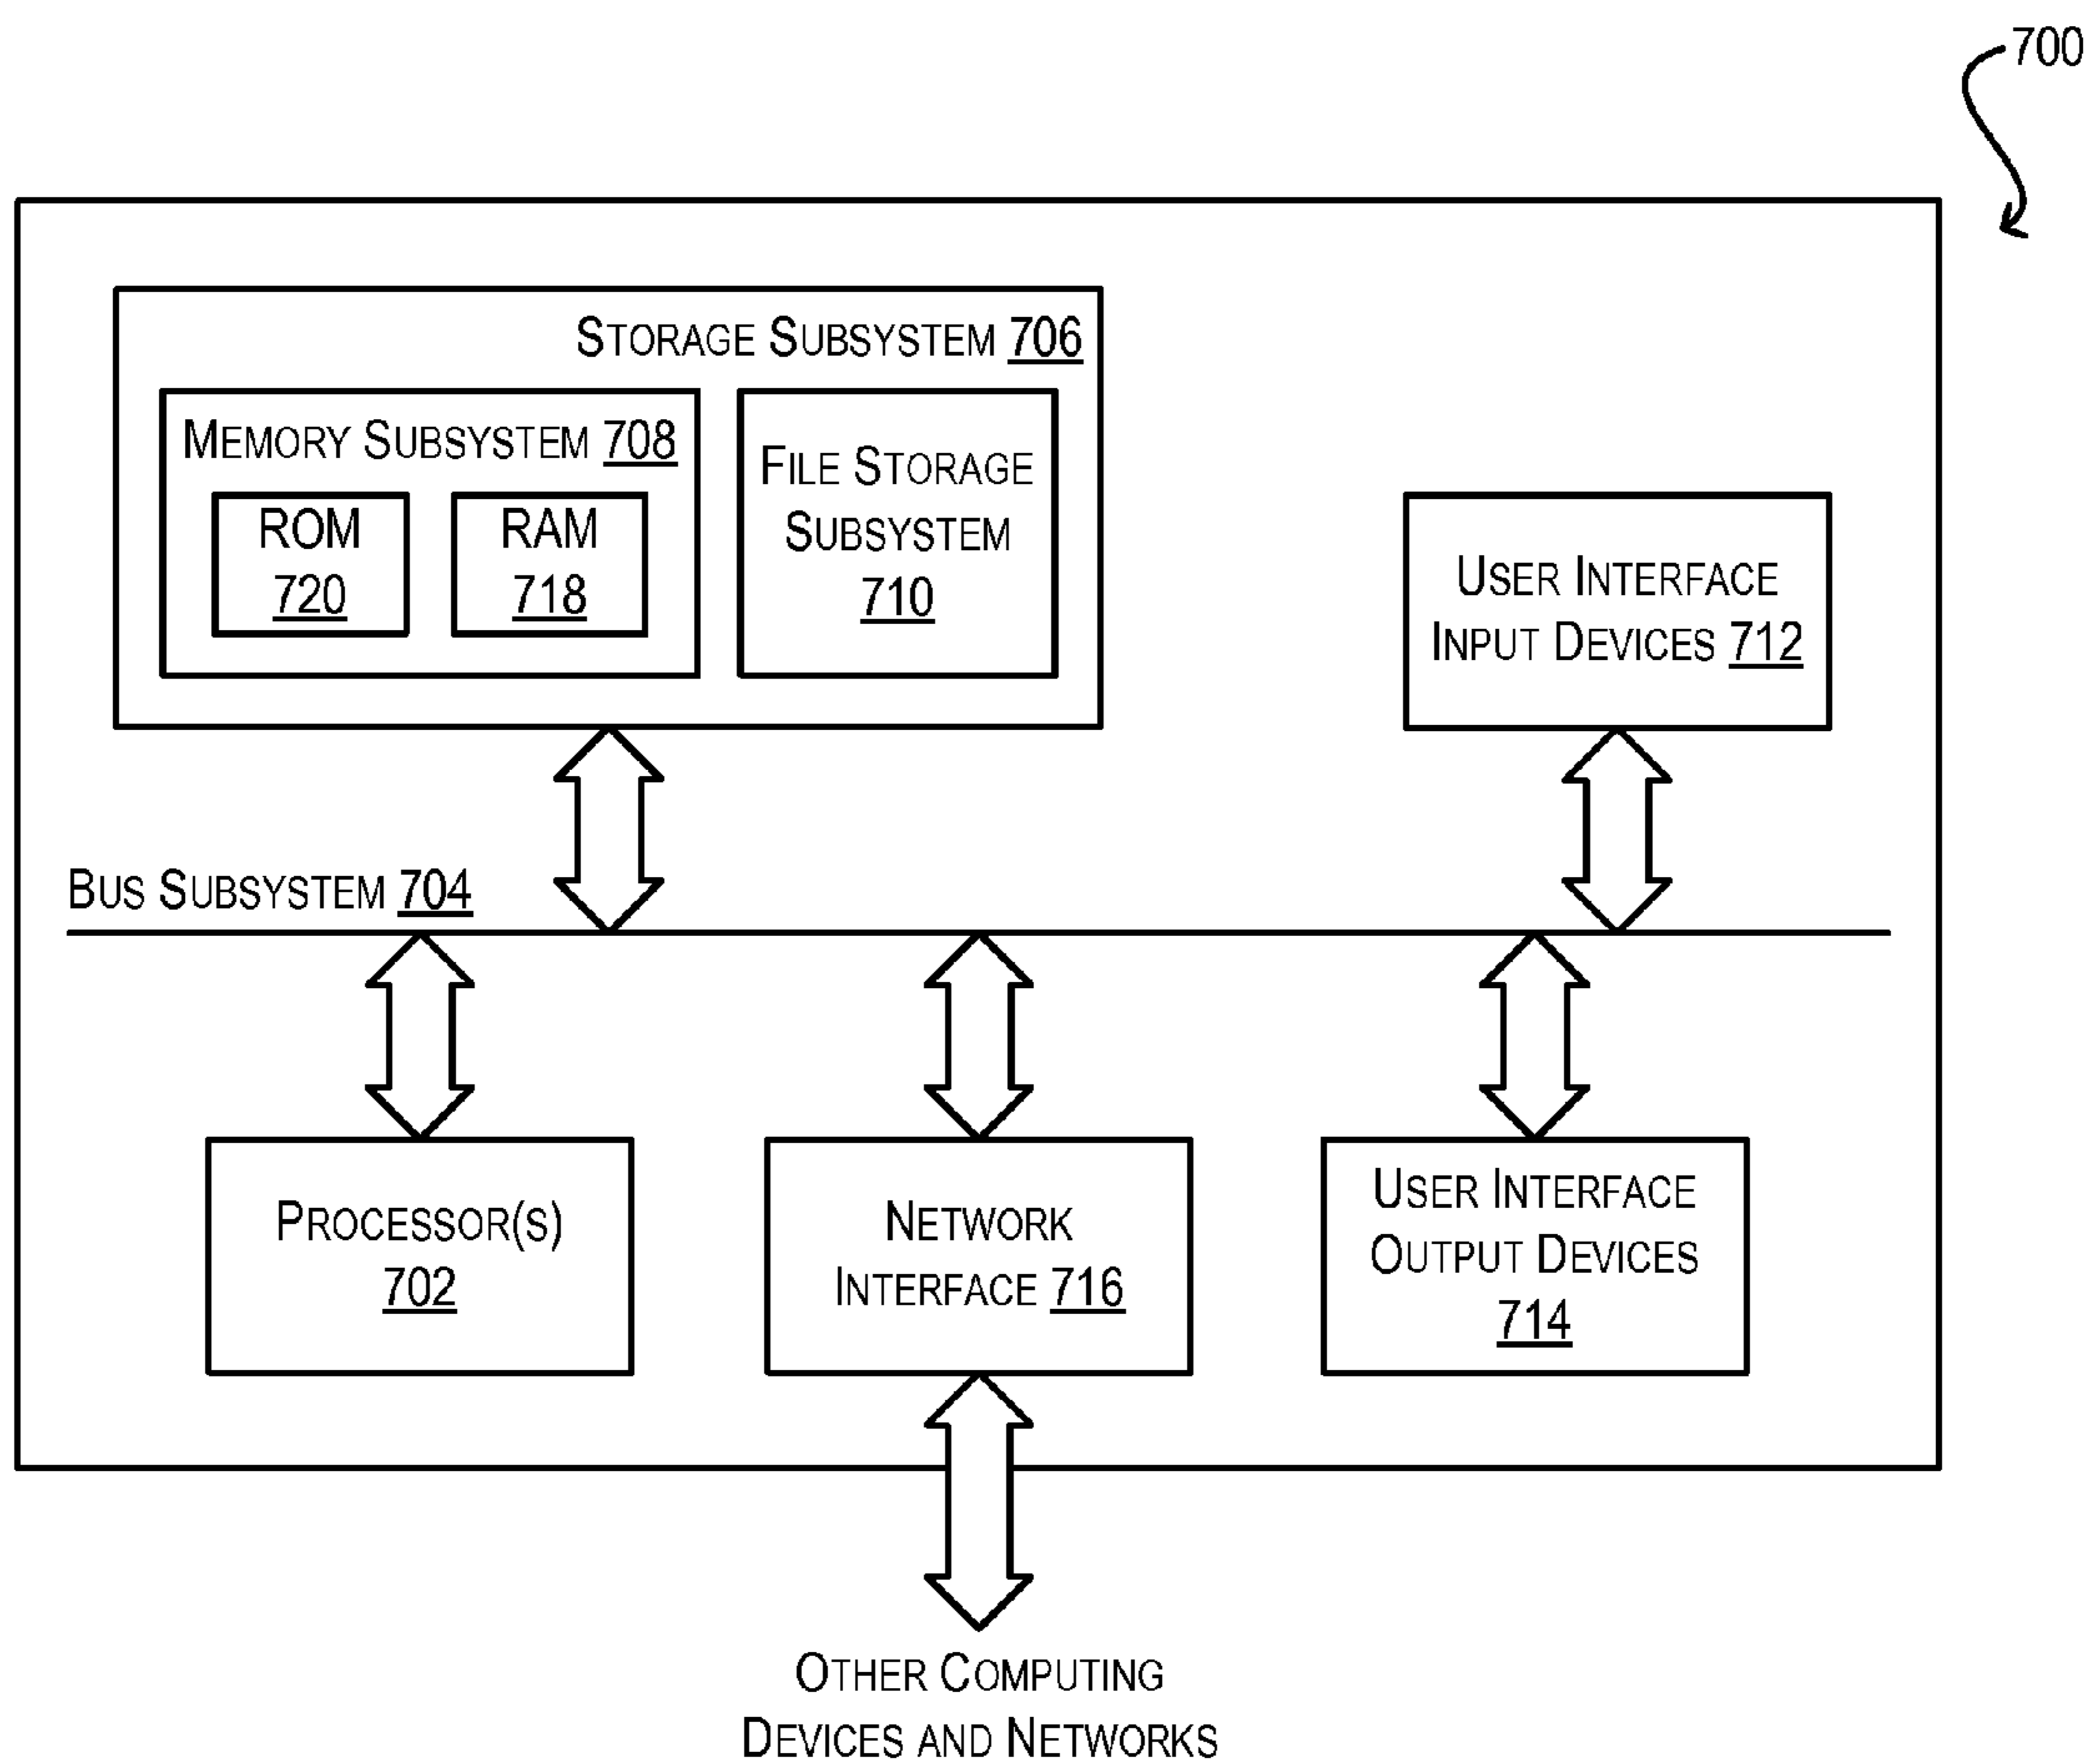 700
STORAGE SUBSYSTEM 706
MEMORY SUBSYSTEM 708
ROM
720
RAM
718
FILE STORAGE
SUBSYSTEM
710
USER INTERFACE
INPUT DEVICES 712
BUS SUBSYSTEM 704
PROCESSOR(S)
702
NETWORK
INTERFACE 716
USER INTERFACE
OUTPUT DEVICES
714
OTHER COMPUTING
DEVICES AND NETWORKS